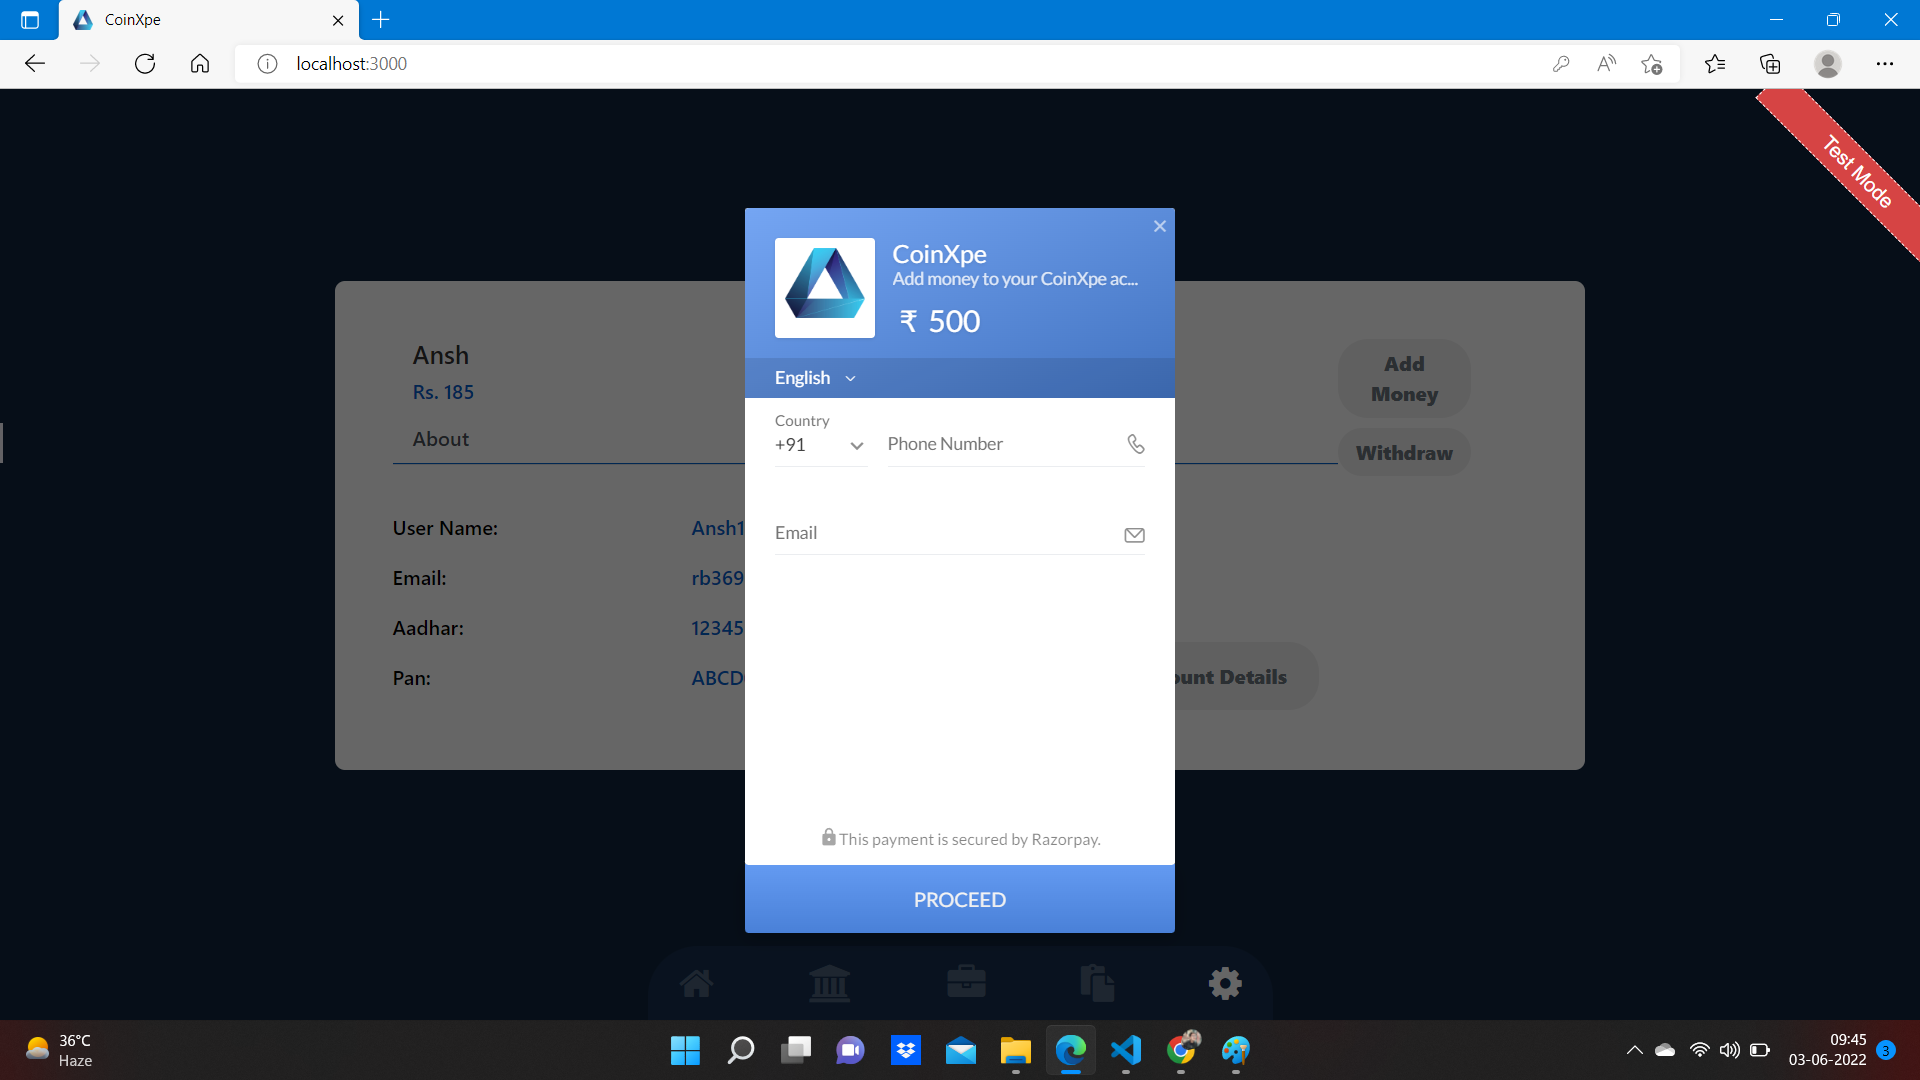 CoinXpe
localhost:3000
Test Mode
CoinXpe
Add money to your CoinXpe ac...
₹ 500
English
Country
+91
Phone Number
Email
This payment is secured by Razorpay.
PROCEED
Ansh
Rs. 185
About
Add
Money
Withdraw
User Name: Ansh1
Email: rb369
Aadhar: 12345
Pan: ABCD
ount Details
36°C
Haze
09:45
03-06-2022
3